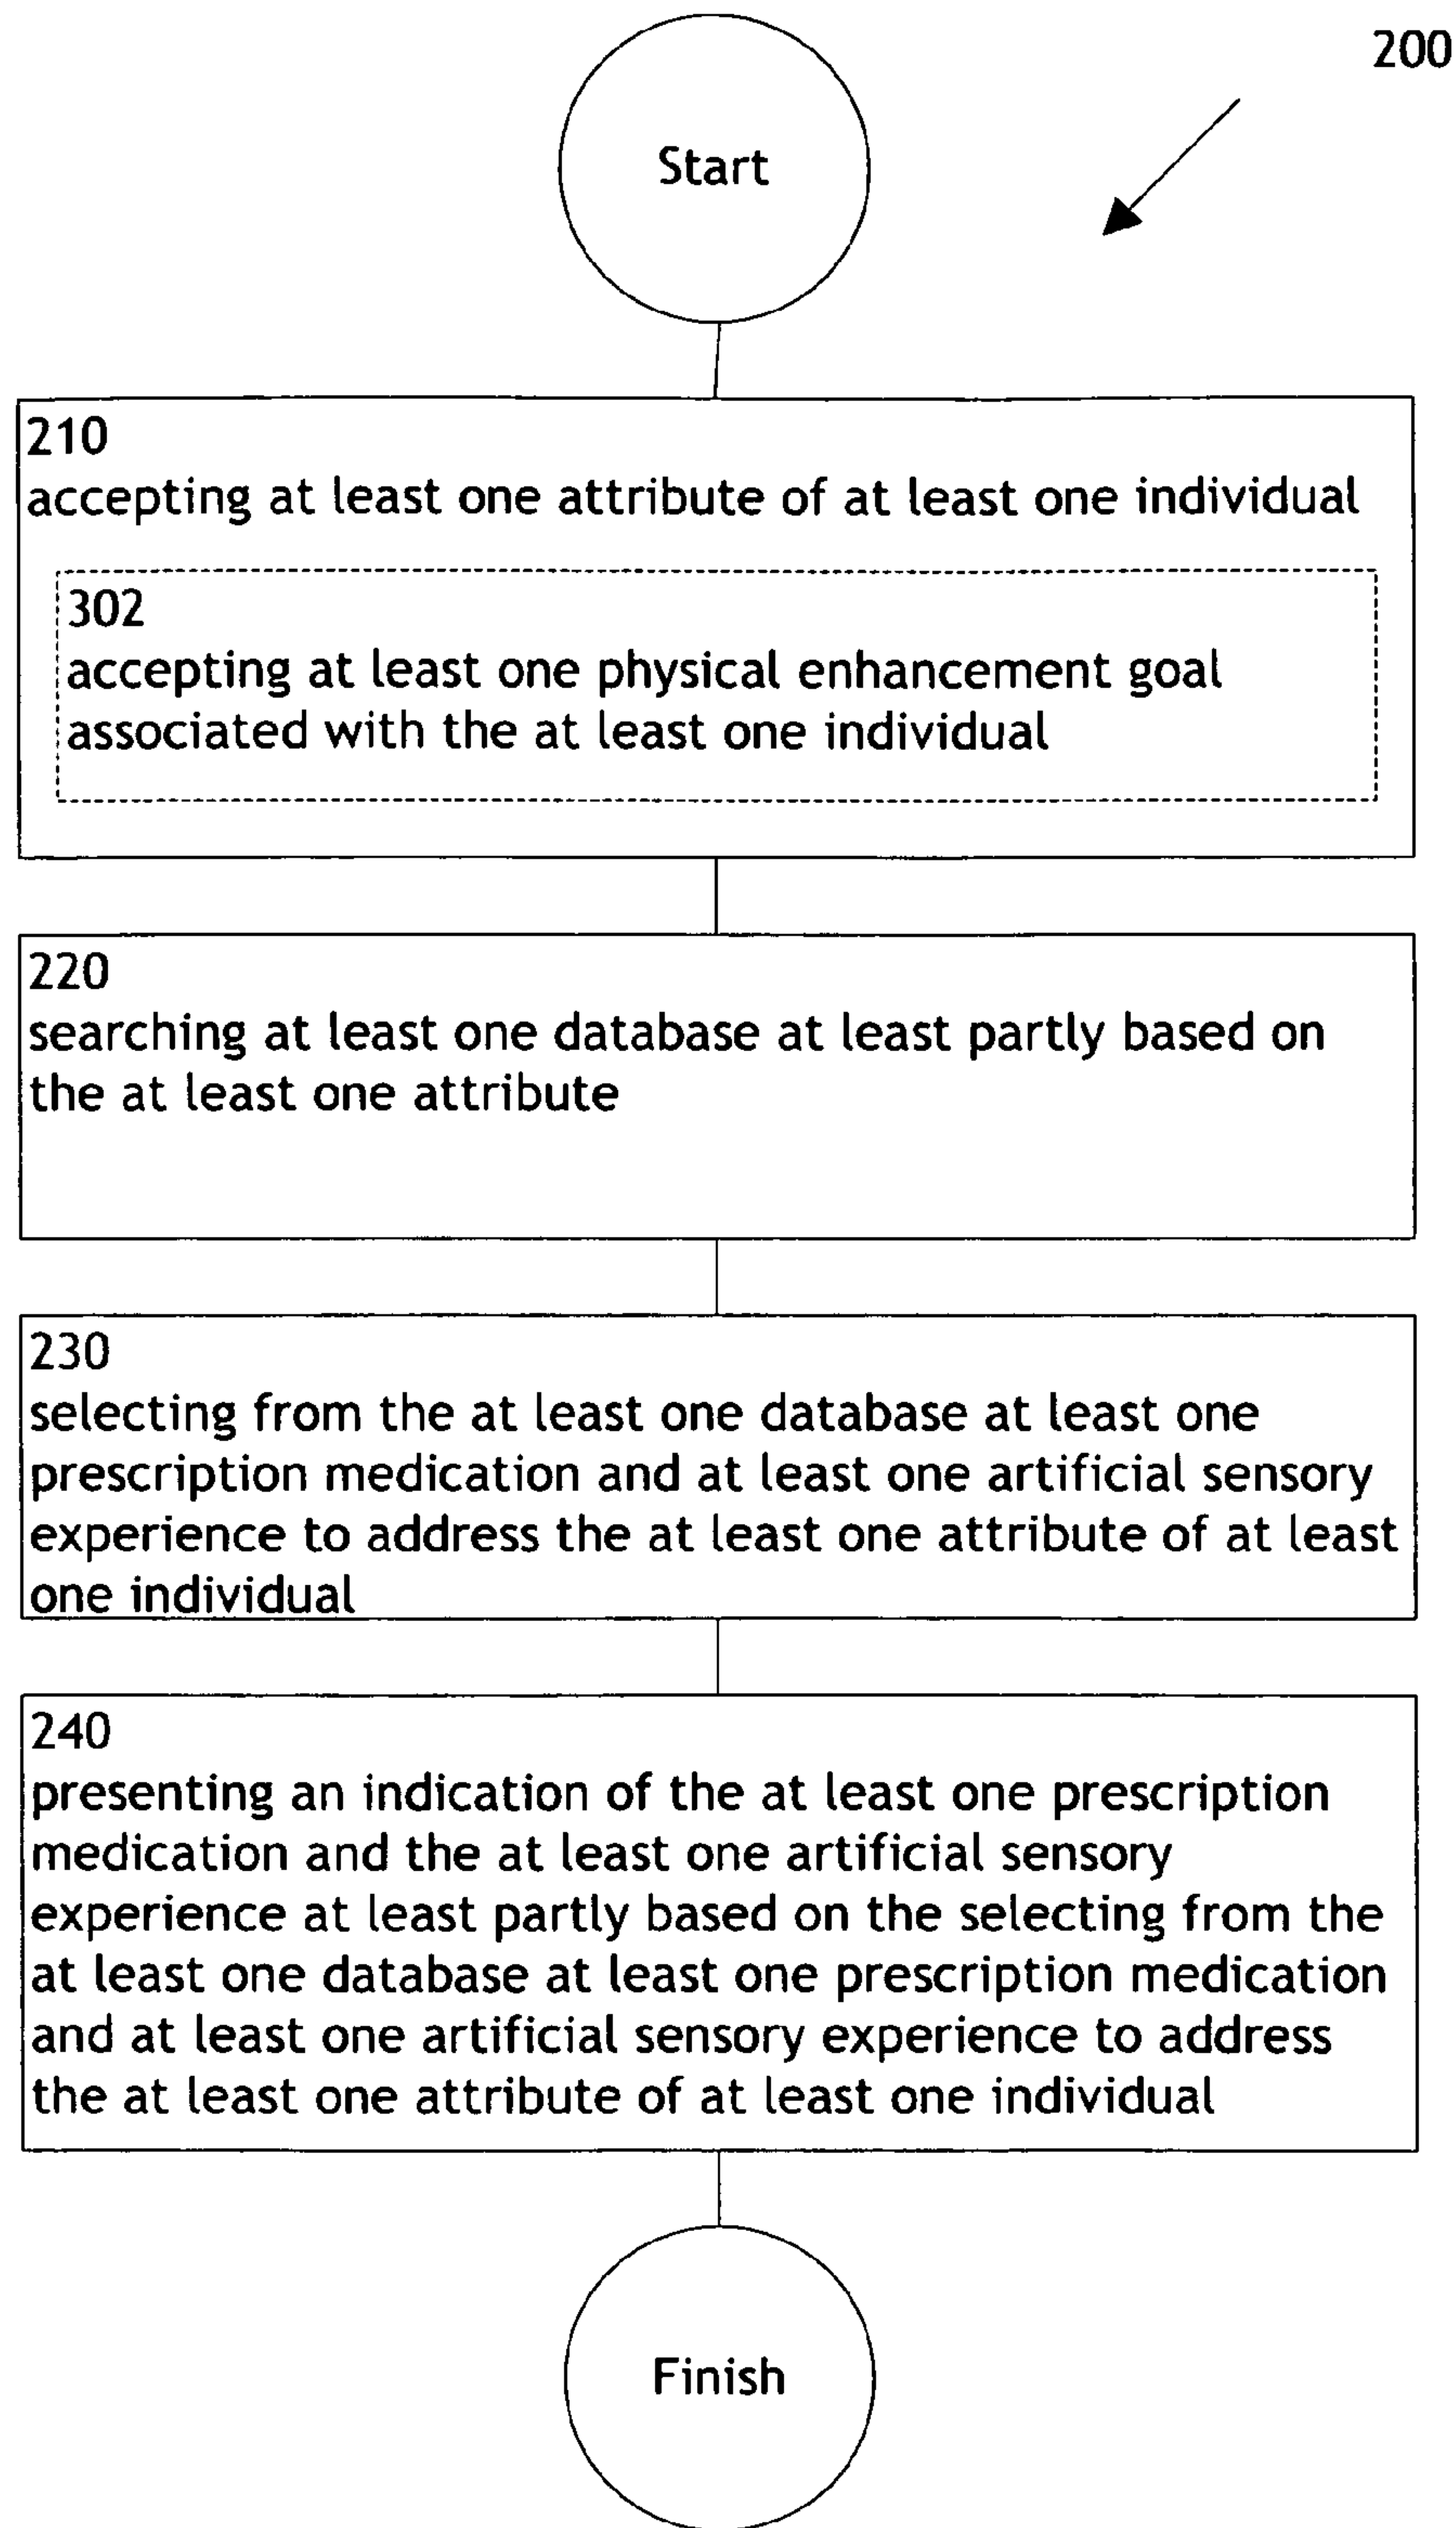 200
Start
210
accepting at least one attribute of at least one individual
302
accepting at least one physical enhancement goal
associated with the at least one individual
220
searching at least one database at least partly based on
the at least one attribute
230
selecting from the at least one database at least one
prescription medication and at least one artificial sensory
experience to address the at least one attribute of at least
one individual
240
presenting an indication of the at least one prescription
medication and the at least one artificial sensory
experience at least partly based on the selecting from the
at least one database at least one prescription medication
and at least one artificial sensory experience to address
the at least one attribute of at least one individual
Finish